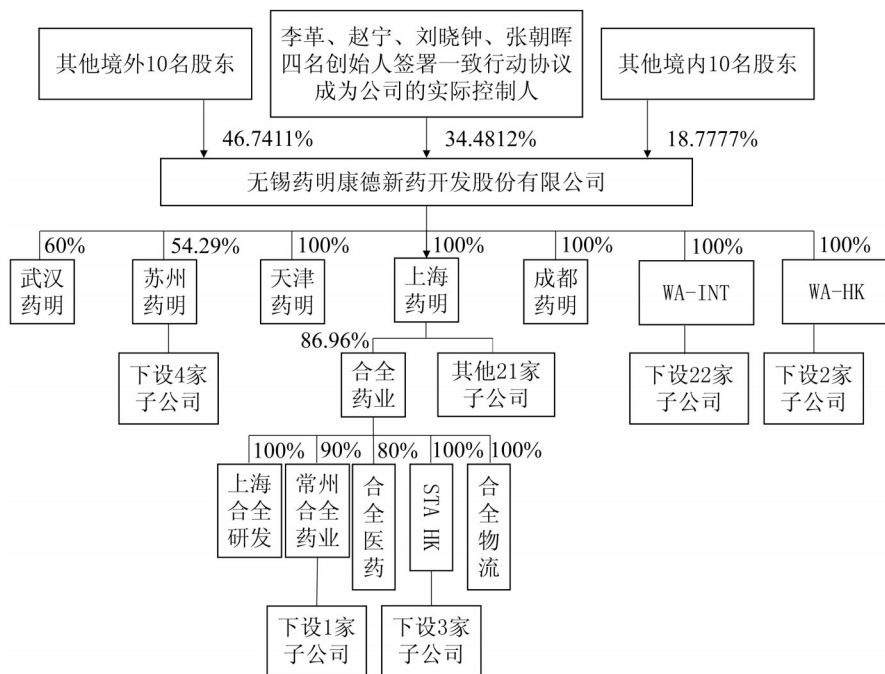 其他境外10名股东
李革、赵宁、刘晓钟、张朝晖
四名创始人签署一致行动协议
成为公司的实际控制人
其他境内10名股东
46.7411%
34.4812%
18.7777%
无锡药明康德新药开发股份有限公司
60%
54.29%
100%
100%
100%
100%
100%
武汉
药明
苏州
药明
天津
药明
上海
药明
成都
药明
WA-INT
WA-HK
86.96%
下设4家
子公司
合全
药业
其他21家
子公司
下设22家
子公司
下设2家
子公司
100%
90%
80%
100%
100%
上海
合全
研发
常州
合全
药业
合全医药
STA HK
合全物流
下设1家
子公司
下设3家
子公司